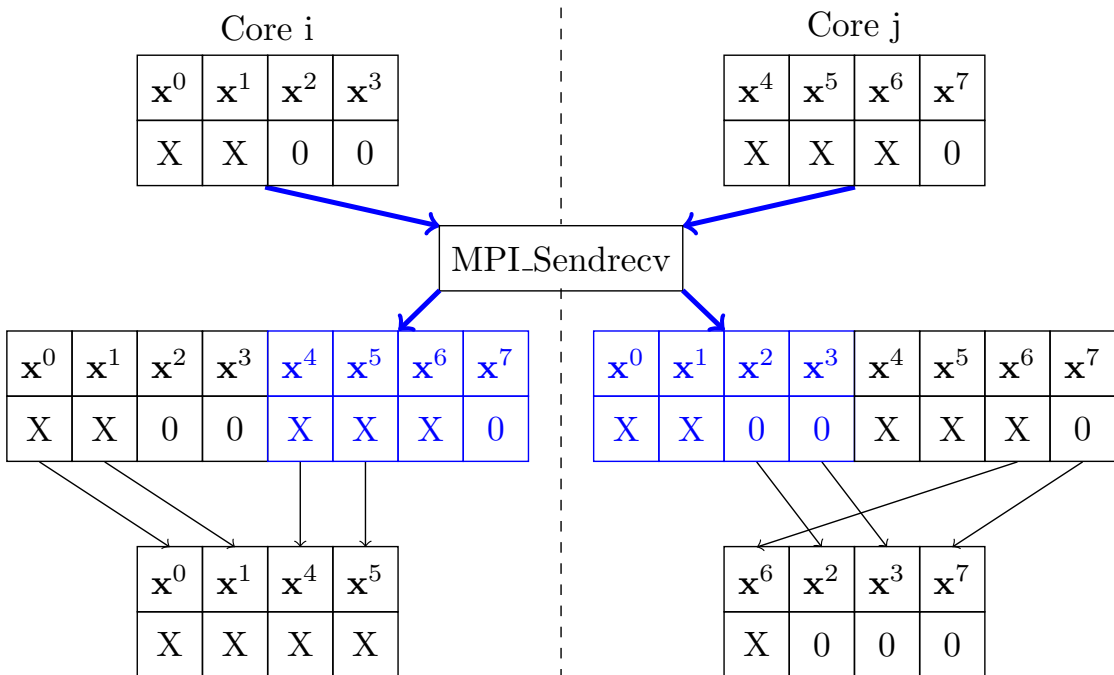 Core i Core j
x⁰ x¹ x² x³ x⁴ x⁵ x⁶ x⁷
X X 0 0 X X X 0
MPI_Sendrecv
x⁰ x¹ x² x³ x⁴ x⁵ x⁶ x⁷ x⁰ x¹ x² x³ x⁴ x⁵ x⁶ x⁷
X X 0 0 X X X 0 X X 0 0 X X X 0
x⁰ x¹ x⁴ x⁵ x⁶ x² x³ x⁷
X X X X X 0 0 0